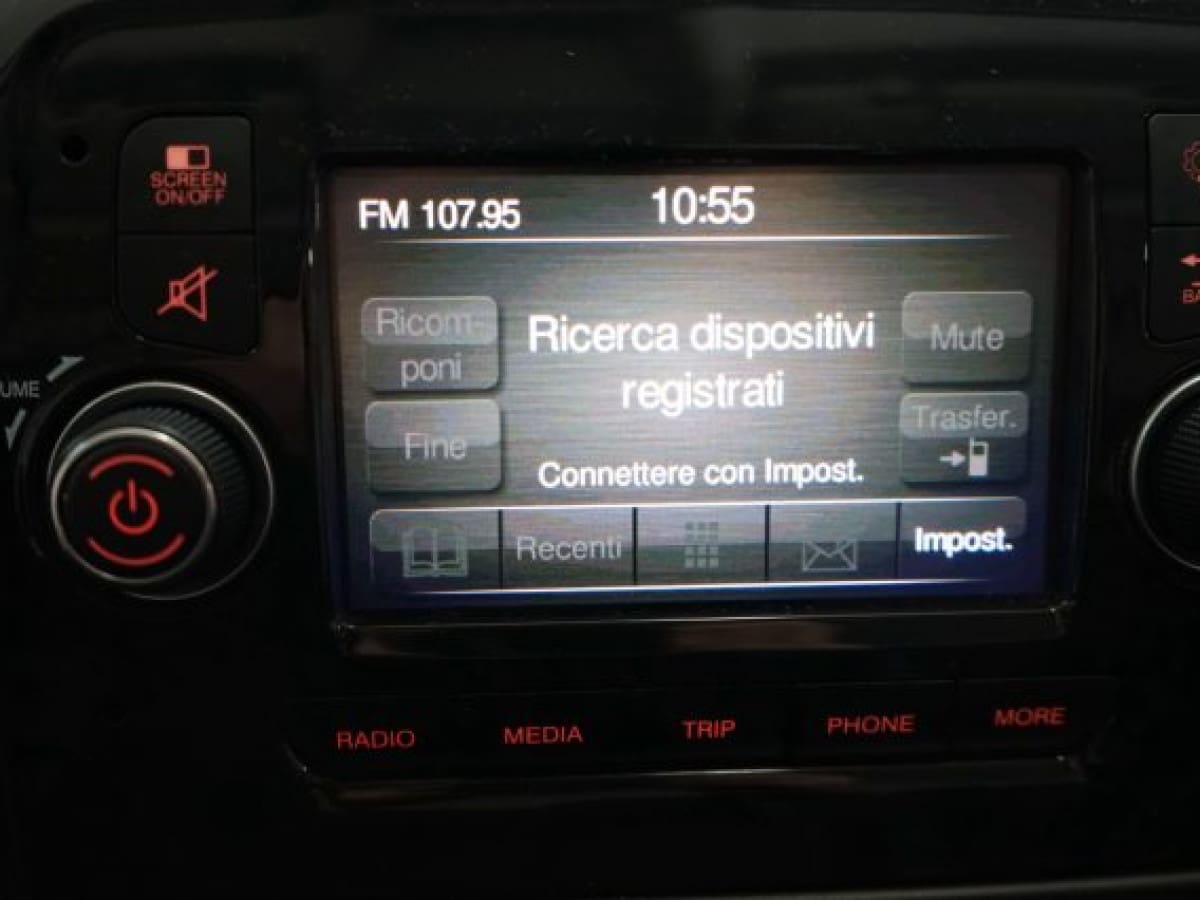 SCREEN
ON/OFF
FM 107.95
10:55
Ricom-
poni
Ricerca dispositivi
registrati
Mute
Fine
Trasfer.
Connettere con Impost.
Recenti
Impost.
UME
RADIO
MEDIA
TRIP
PHONE
MORE